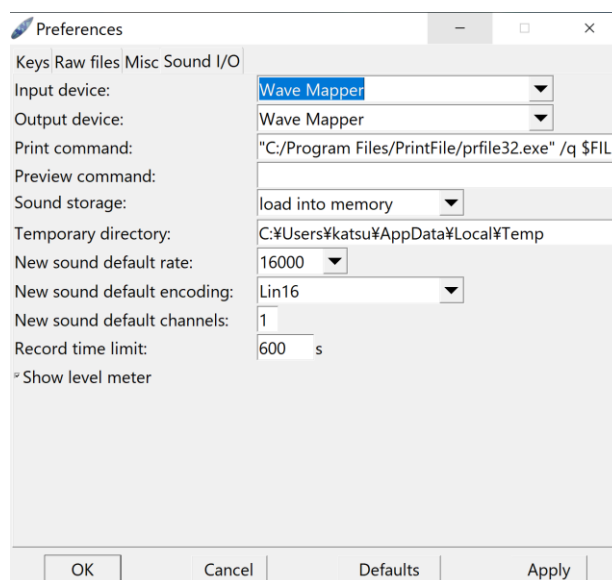 Preferences
Keys Raw files Misc Sound I/O
Input device: Wave Mapper
Output device: Wave Mapper
Print command: "C:/Program Files/PrintFile/prfile32.exe" /q $FIL
Preview command:
Sound storage: load into memory
Temporary directory: C:¥Users¥katsu¥AppData¥Local¥Temp
New sound default rate: 16000
New sound default encoding: Lin16
New sound default channels: 1
Record time limit: 600 s
Show level meter
OK Cancel Defaults Apply